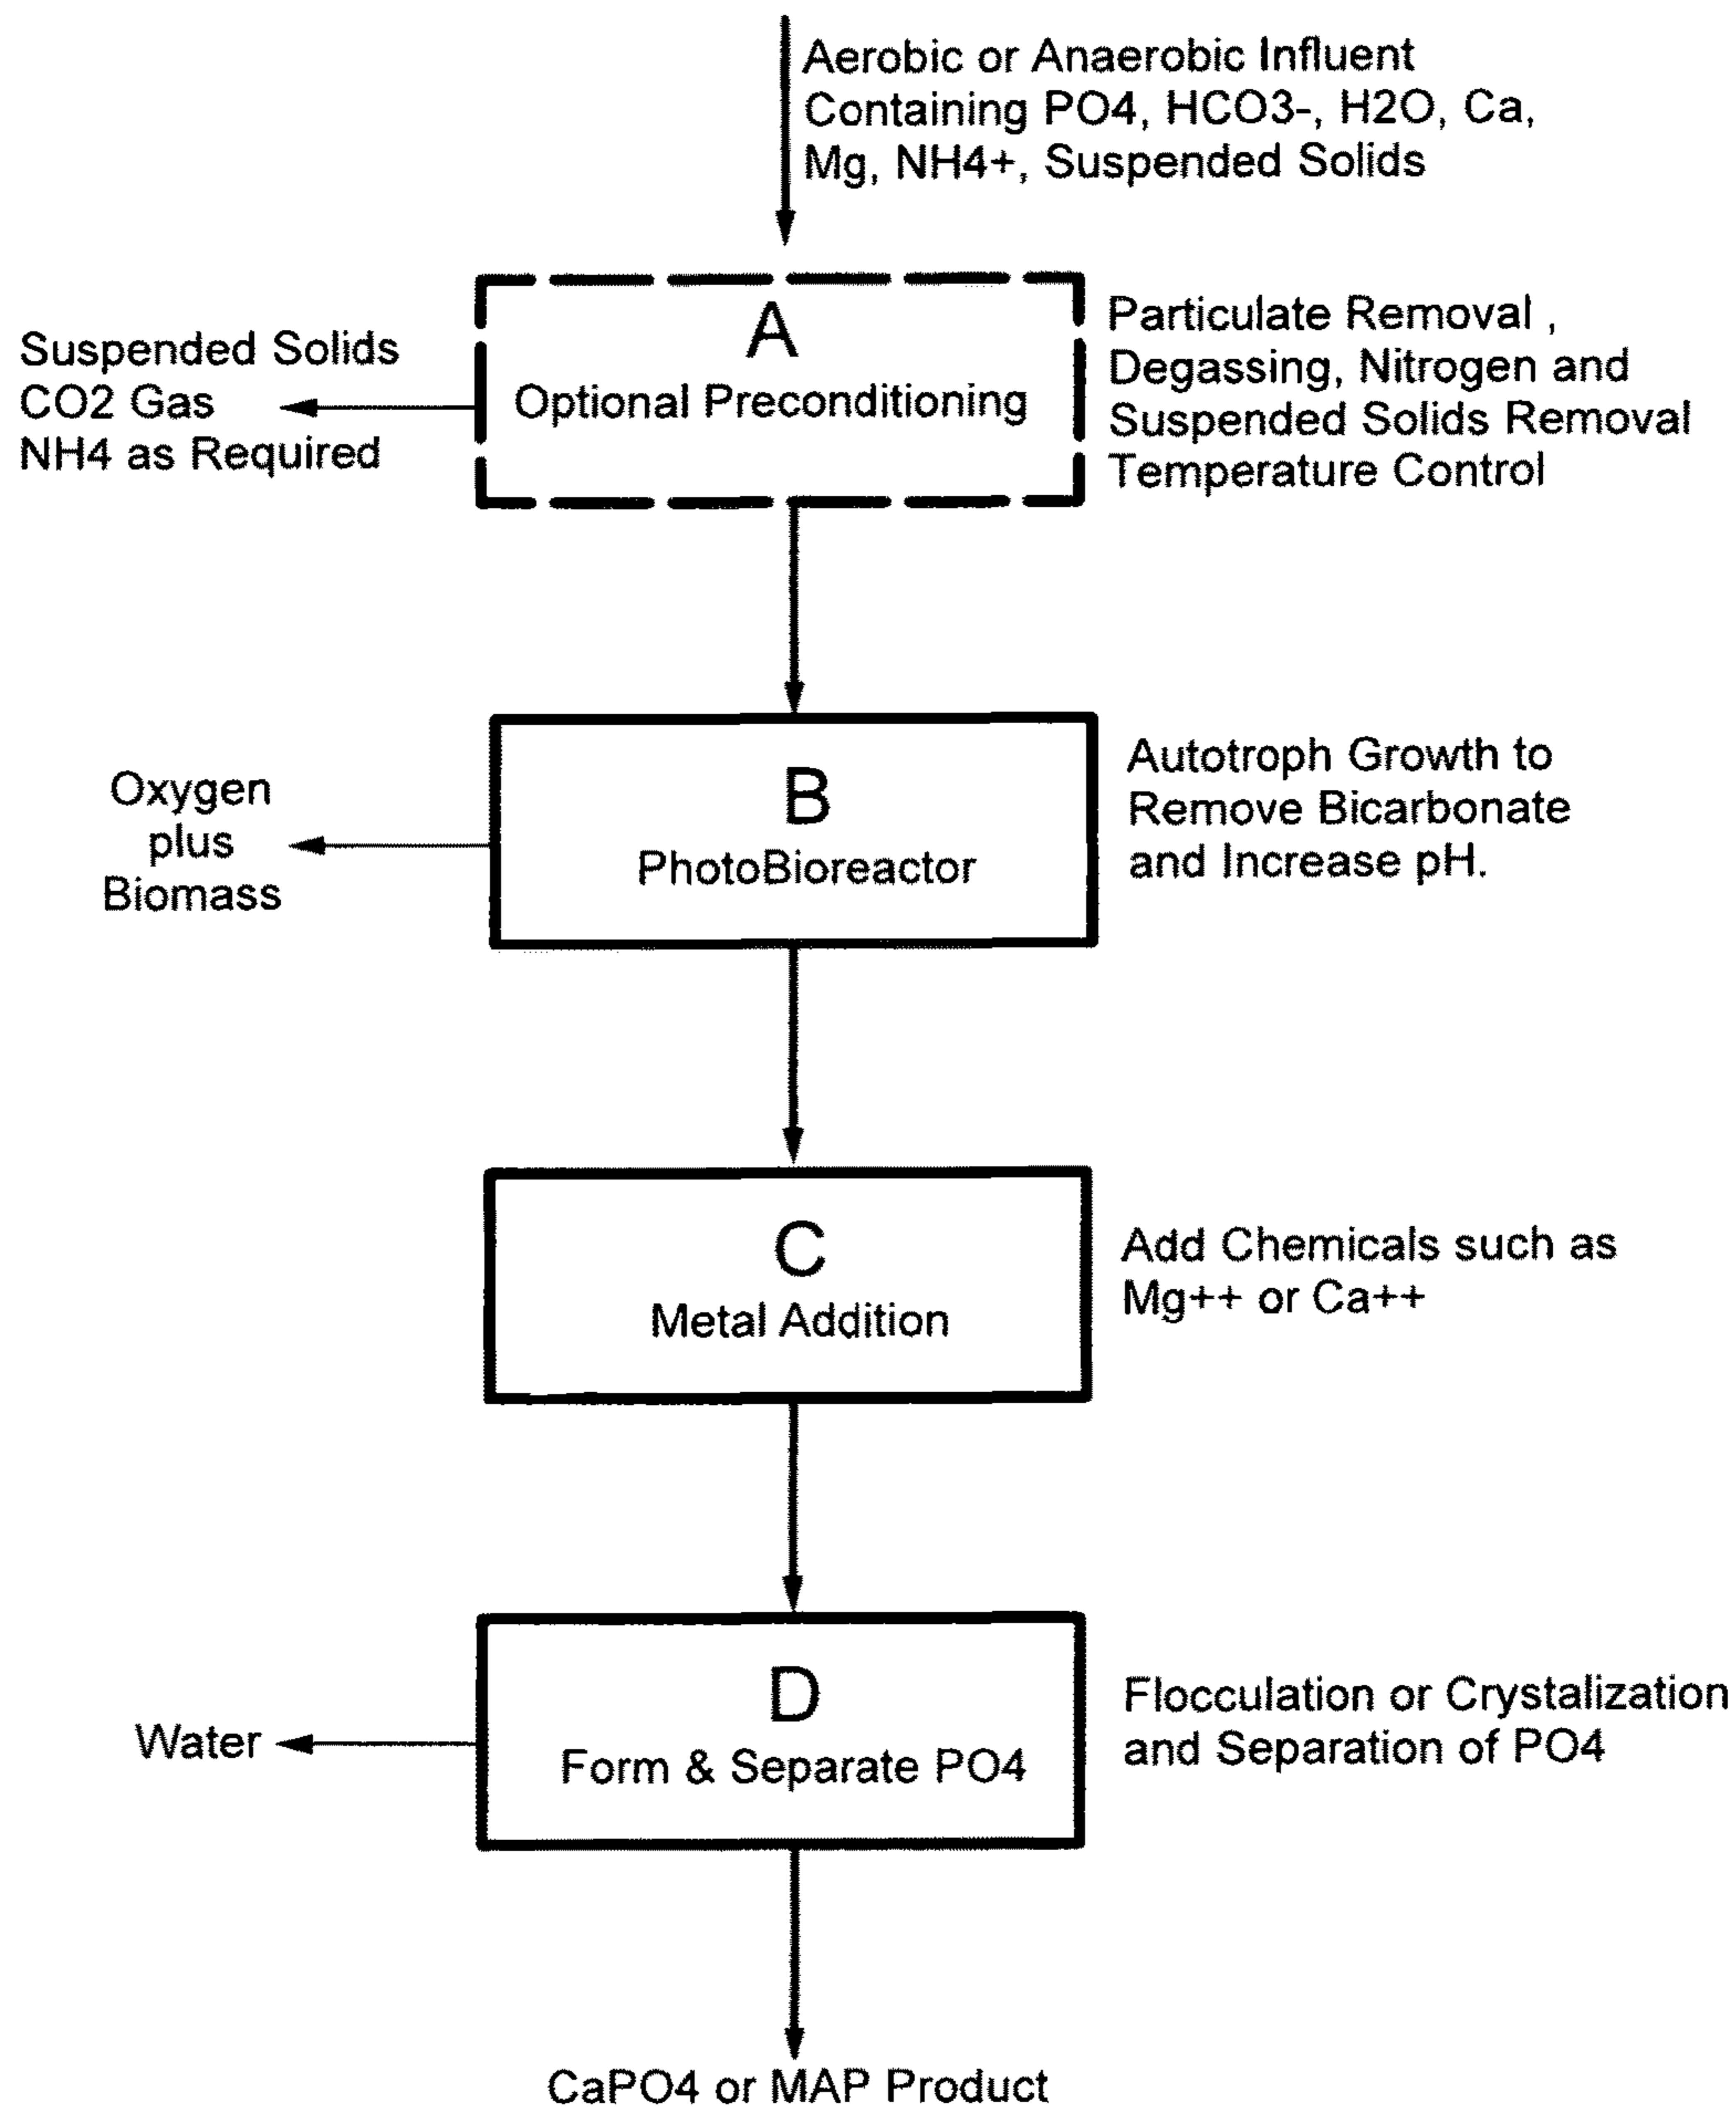 Aerobic or Anaerobic Influent
Containing PO4, HCO3-, H2O, Ca,
Mg, NH4+, Suspended Solids
A
Optional Preconditioning
Suspended Solids
CO2 Gas
NH4 as Required
Particulate Removal ,
Degassing, Nitrogen and
Suspended Solids Removal
Temperature Control
B
PhotoBioreactor
Oxygen
plus
Biomass
Autotroph Growth to
Remove Bicarbonate
and Increase pH.
C
Metal Addition
Add Chemicals such as
Mg++ or Ca++
D
Form & Separate PO4
Water
Flocculation or Crystalization
and Separation of PO4
CaPO4 or MAP Product